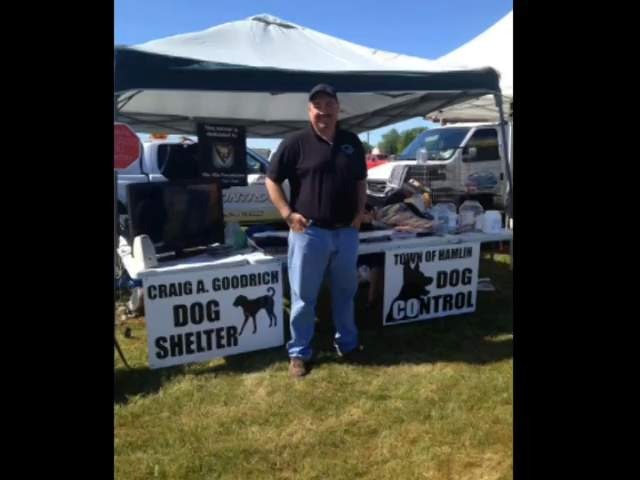 CRAIG A. GOODRICH
DOG
SHELTER
TOWN OF HAMLIN
DOG
CONTROL